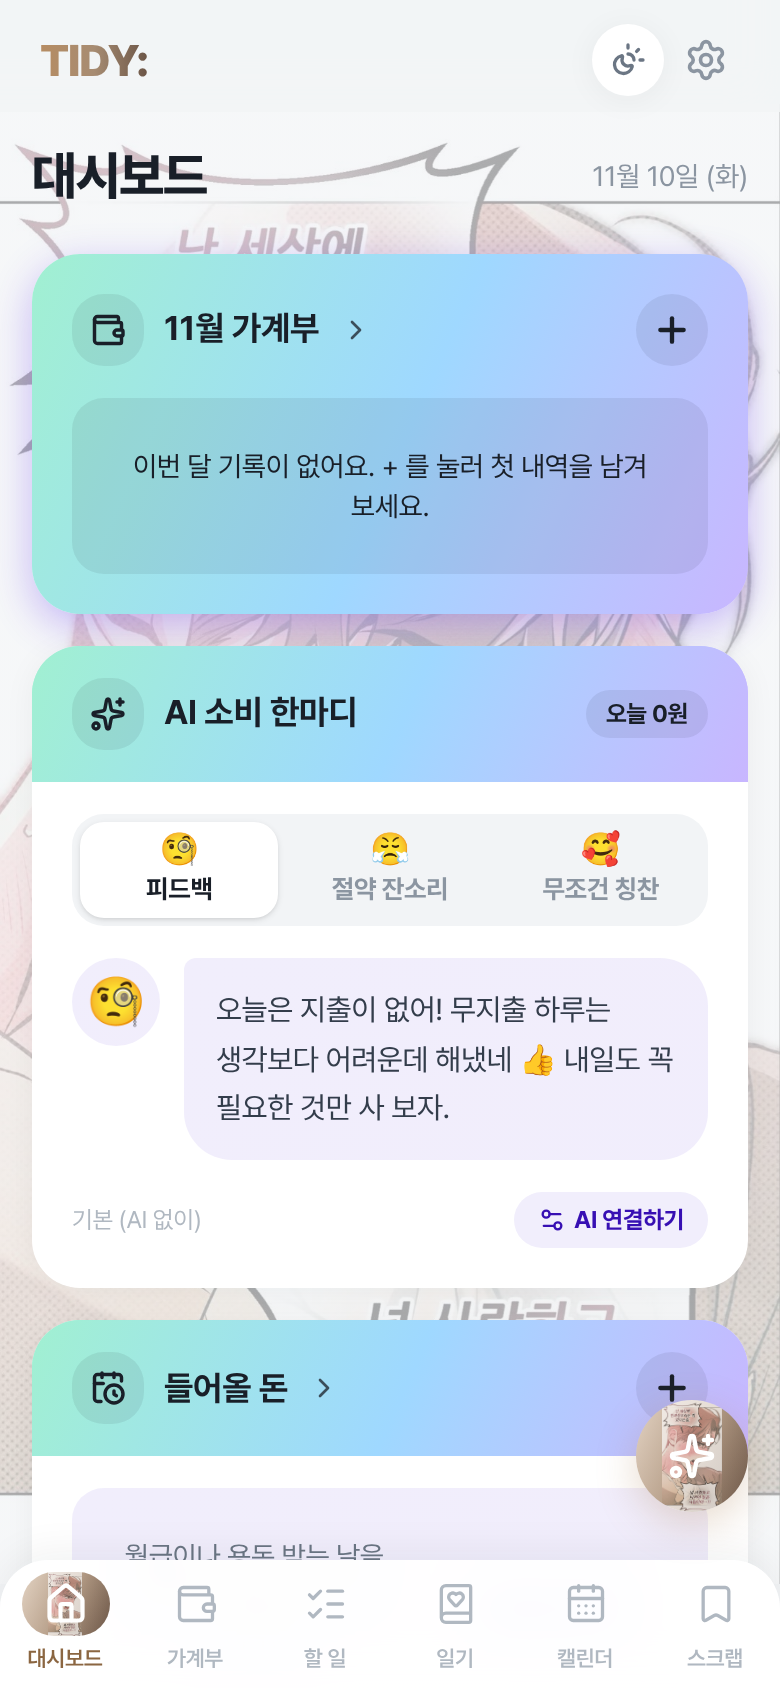 TIDY:
대시보드
11월 10일 (화)
나 세상에
11월 가계부
이번 달 기록이 없어요. + 를 눌러 첫 내역을 남겨
보세요.
AI 소비 한마디
오늘 0원
피드백
절약 잔소리
무조건 칭찬
오늘은 지출이 없어! 무지출 하루는
생각보다 어려운데 해냈네 👍 내일도 꼭
필요한 것만 사 보자.
기본 (AI 없이)
AI 연결하기
들어올 돈
월급이나 용돈 받는 날을
대시보드
가계부
할 일
일기
캘린더
스크랩